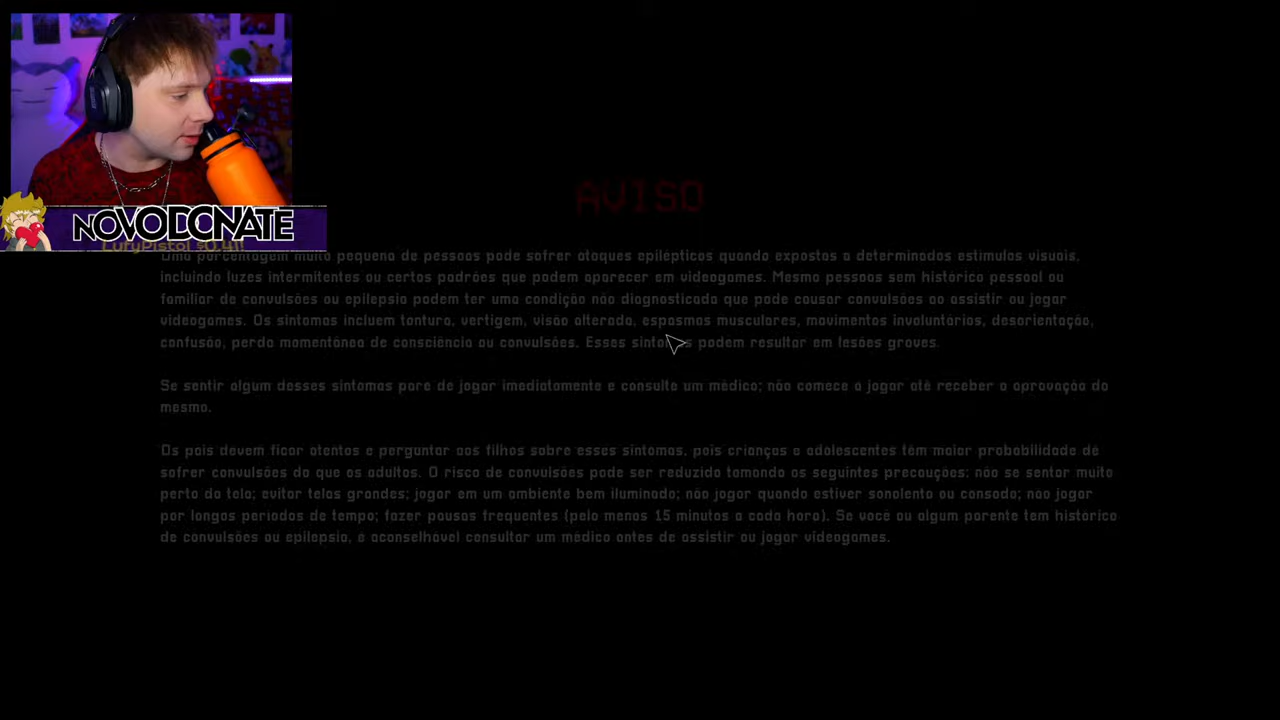 AVISO
NOVO DONATE
LufyPistol $0.41!
Uma porcentagem muito pequena de pessoas pode sofrer ataques epilépticos quando expostos a determinados estímulos visuais,
incluindo luzes intermitentes ou certos padrões que podem aparecer em videogames. Mesmo pessoas sem histórico pessoal ou
familiar de convulsões ou epilepsia podem ter uma condição não diagnosticada que pode causar convulsões ao assistir ou jogar
videogames. Os sintomas incluem tontura, vertigem, visão alterada, espasmos musculares, movimentos involuntários, desorientação,
confusão, perda momentânea de consciência ou convulsões. Esses sintomas podem resultar em lesões graves.
Se sentir algum desses sintomas pare de jogar imediatamente e consulte um médico; não comece a jogar até receber a aprovação do
mesmo.
Os pais devem ficar atentos e perguntar aos filhos sobre esses sintomas, pois crianças e adolescentes têm maior probabilidade de
sofrer convulsões do que os adultos. O risco de convulsões pode ser reduzido tomando as seguintes precauções: não se sentar muito
perto da tela; evitar telas grandes; jogar em um ambiente bem iluminado; não jogar quando estiver sonolento ou cansado; não jogar
por longos períodos de tempo; fazer pausas frequentes (pelo menos 15 minutos a cada hora). Se você ou algum parente tem histórico
de convulsões ou epilepsia, é aconselhável consultar um médico antes de assistir ou jogar videogames.